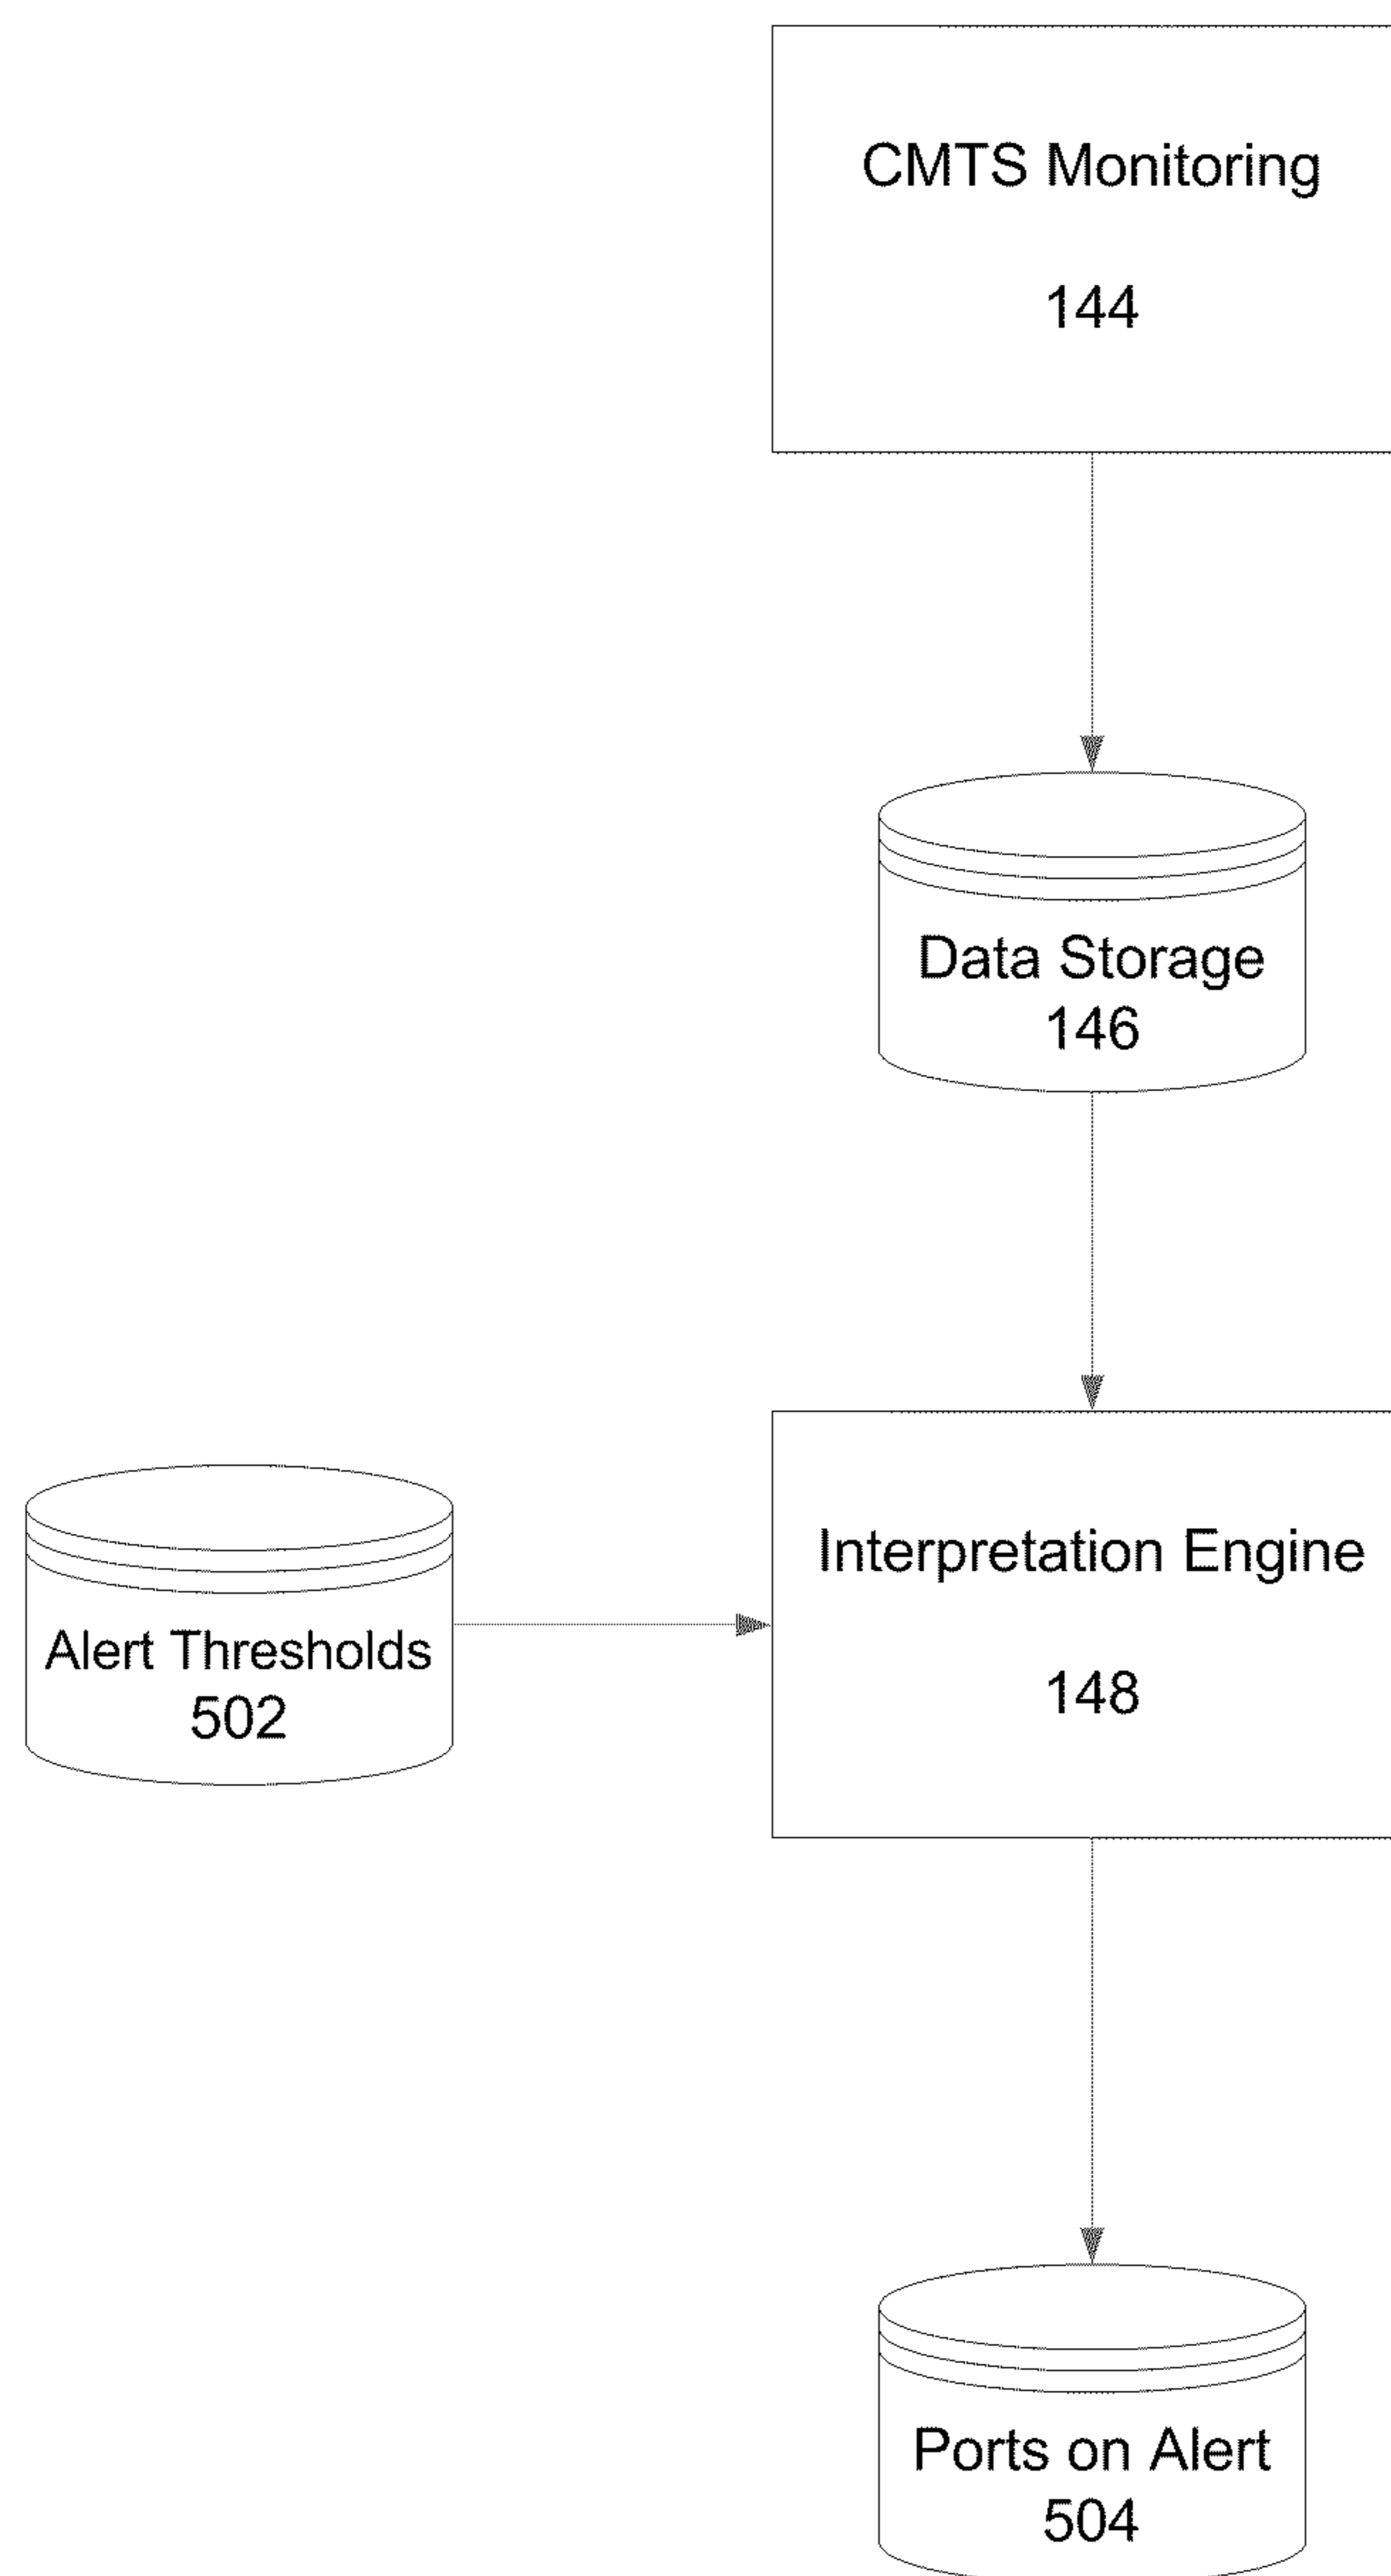 CMTS Monitoring
144
Data Storage
146
Interpretation Engine
148
Alert Thresholds
502
Ports on Alert
504